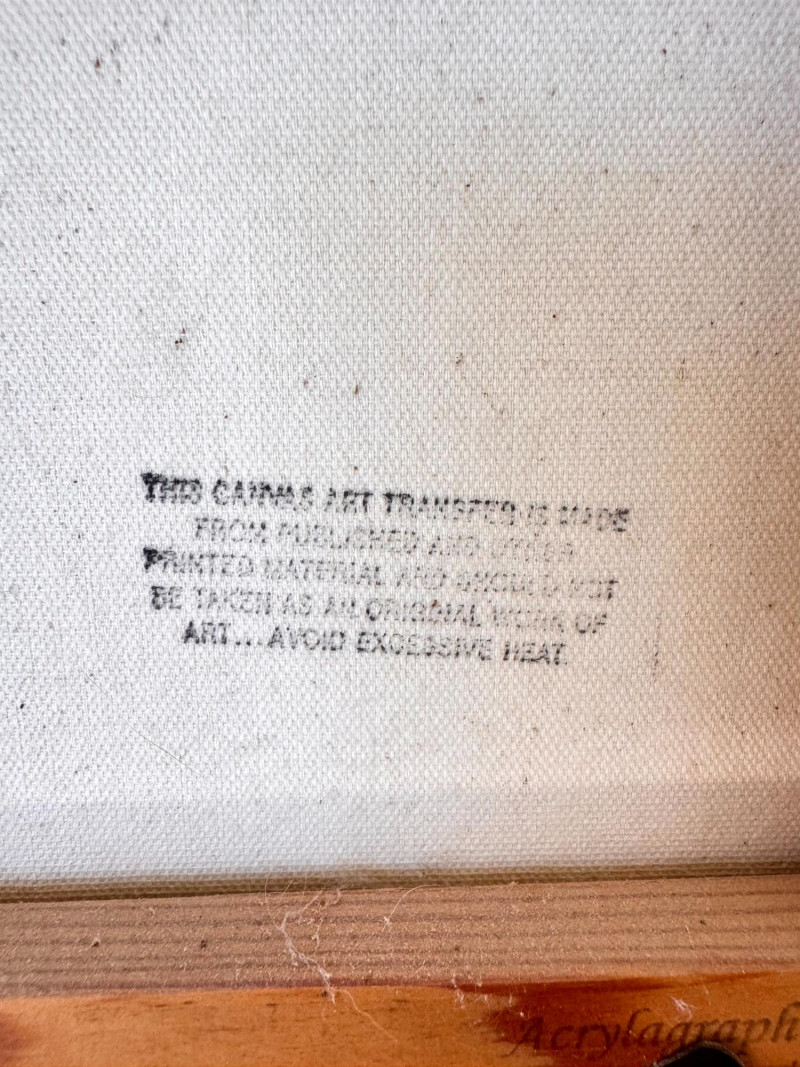 THIS CANVAS ART TRANSFER IS MADE
FROM PUBLISHED AND OTHER
PRINTED MATERIAL AND SHOULD NOT
BE TAKEN AS AN ORIGINAL WORK OF
ART...AVOID EXCESSIVE HEAT.
Acrylagraph